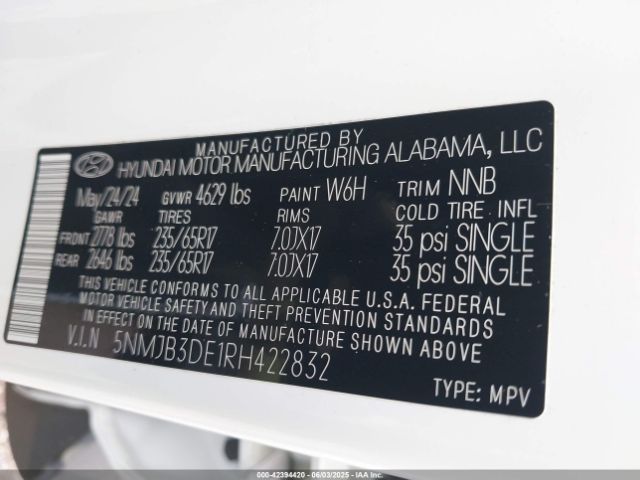 MANUFACTURED BY
HYUNDAI MOTOR MANUFACTURING ALABAMA, LLC
May/24/24 GVWR 4629 lbs PAINT W6H TRIM NNB
GAWR TIRES RIMS COLD TIRE INFL
FRONT 2778 lbs 235/65R17 7.0JX17 35 psi SINGLE
REAR 2646 lbs 235/65R17 7.0JX17 35 psi SINGLE
THIS VEHICLE CONFORMS TO ALL APPLICABLE U.S.A. FEDERAL
MOTOR VEHICLE SAFETY AND THEFT PREVENTION STANDARDS
IN EFFECT ON THE DATE OF MANUFACTURE SHOWN ABOVE
V.I.N 5NMJB3DE1RH422832
TYPE: MPV
000-42394420 | 06/03/2025 | IAA Inc.